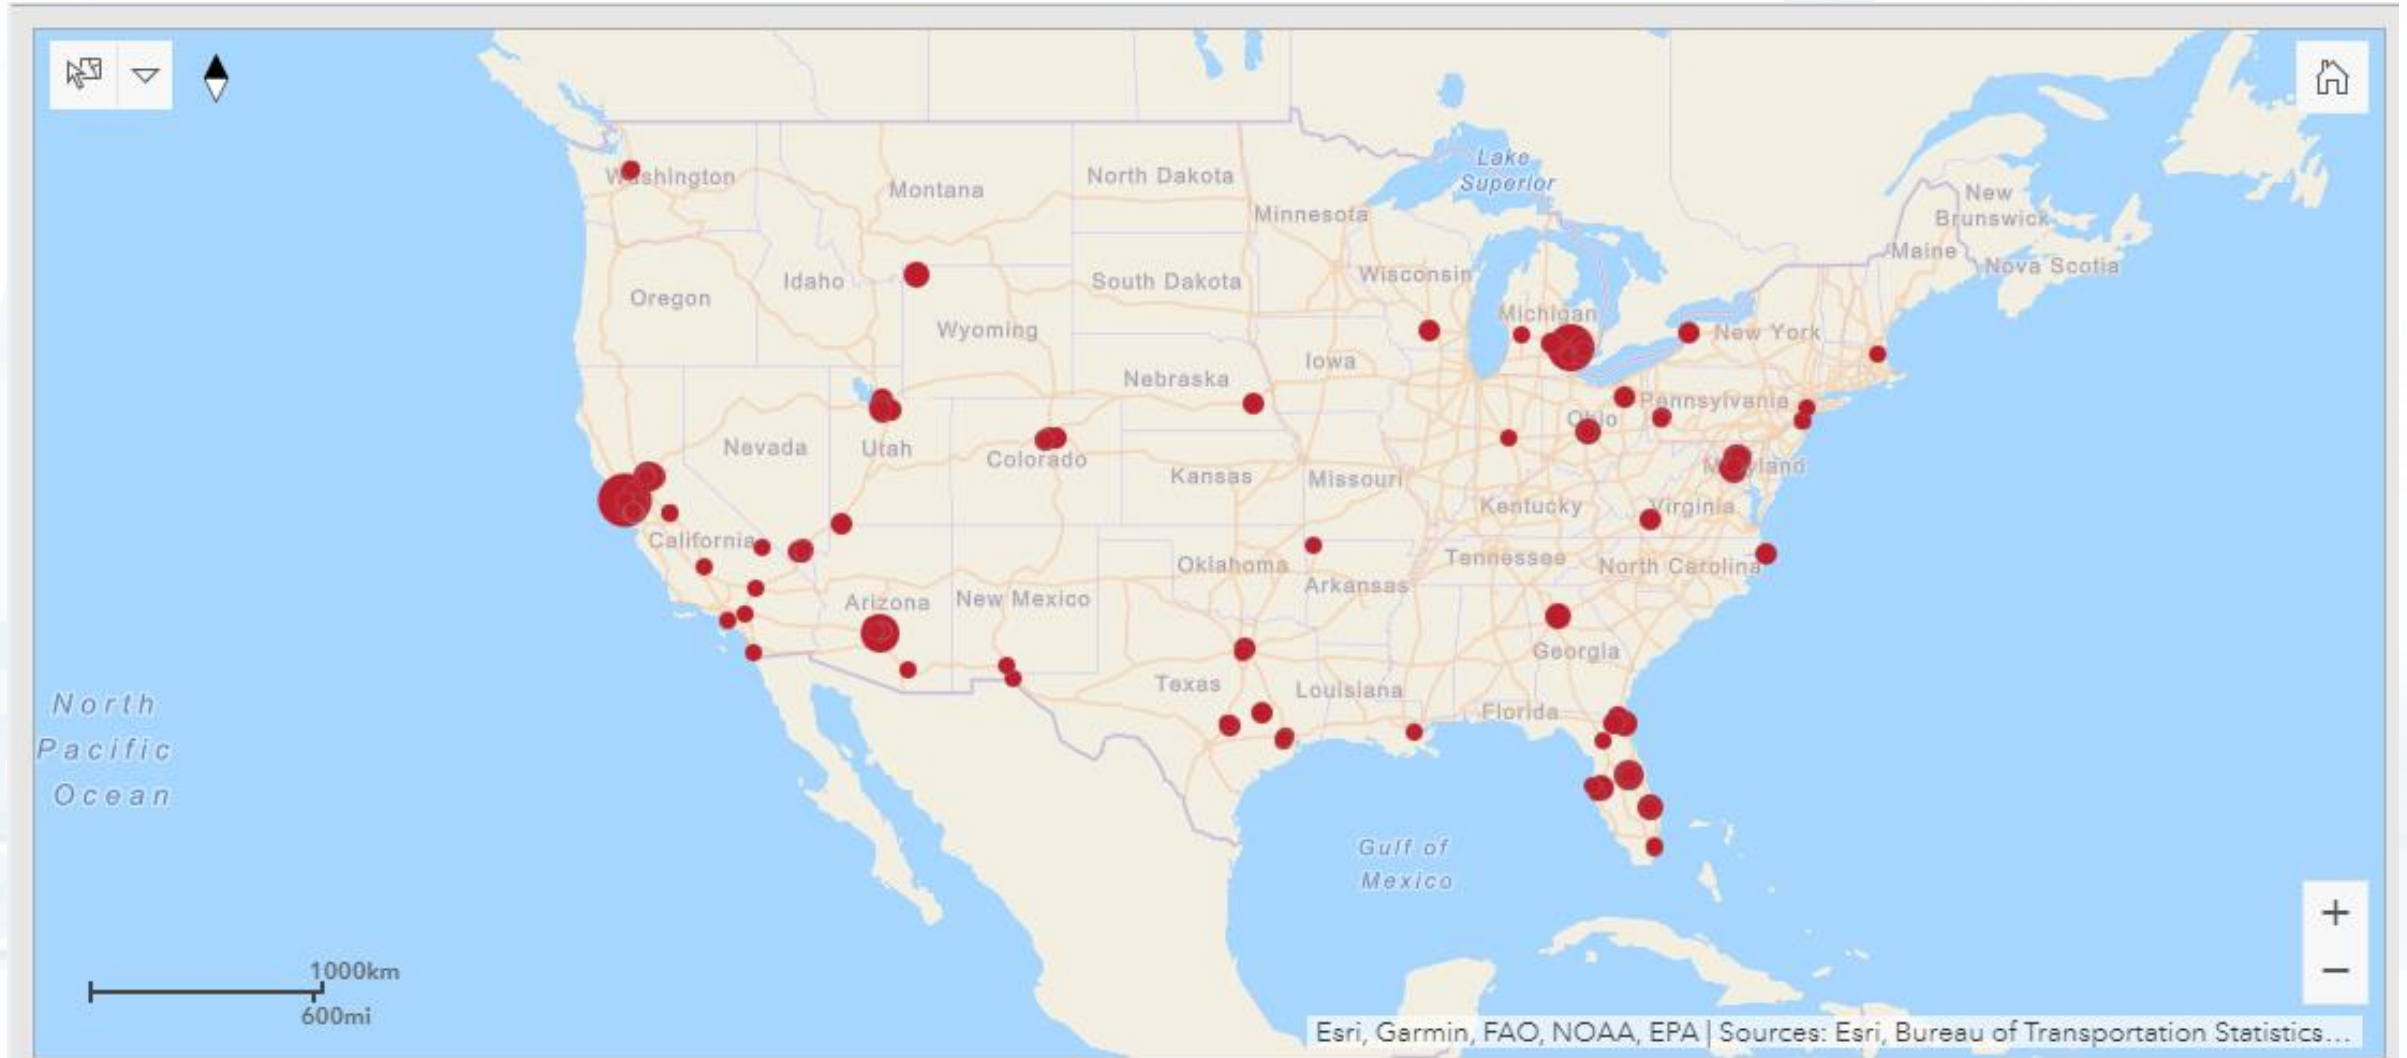 Washington
Montana
North Dakota
Minnesota
Lake
Superior
New
Brunswick
Maine
Nova Scotia
Oregon
Idaho
South Dakota
Wisconsin
Michigan
Wyoming
New York
Iowa
Nebraska
Pennsylvania
Ohio
Nevada
Utah
Colorado
Kansas
Missouri
Maryland
Kentucky
Virginia
California
Oklahoma
Tennessee
North Carolina
Arkansas
Arizona
New Mexico
Georgia
Texas
Louisiana
Florida
North
Pacific
Ocean
Gulf of
Mexico
1000km
600mi
+
−
Esri, Garmin, FAO, NOAA, EPA | Sources: Esri, Bureau of Transportation Statistics...